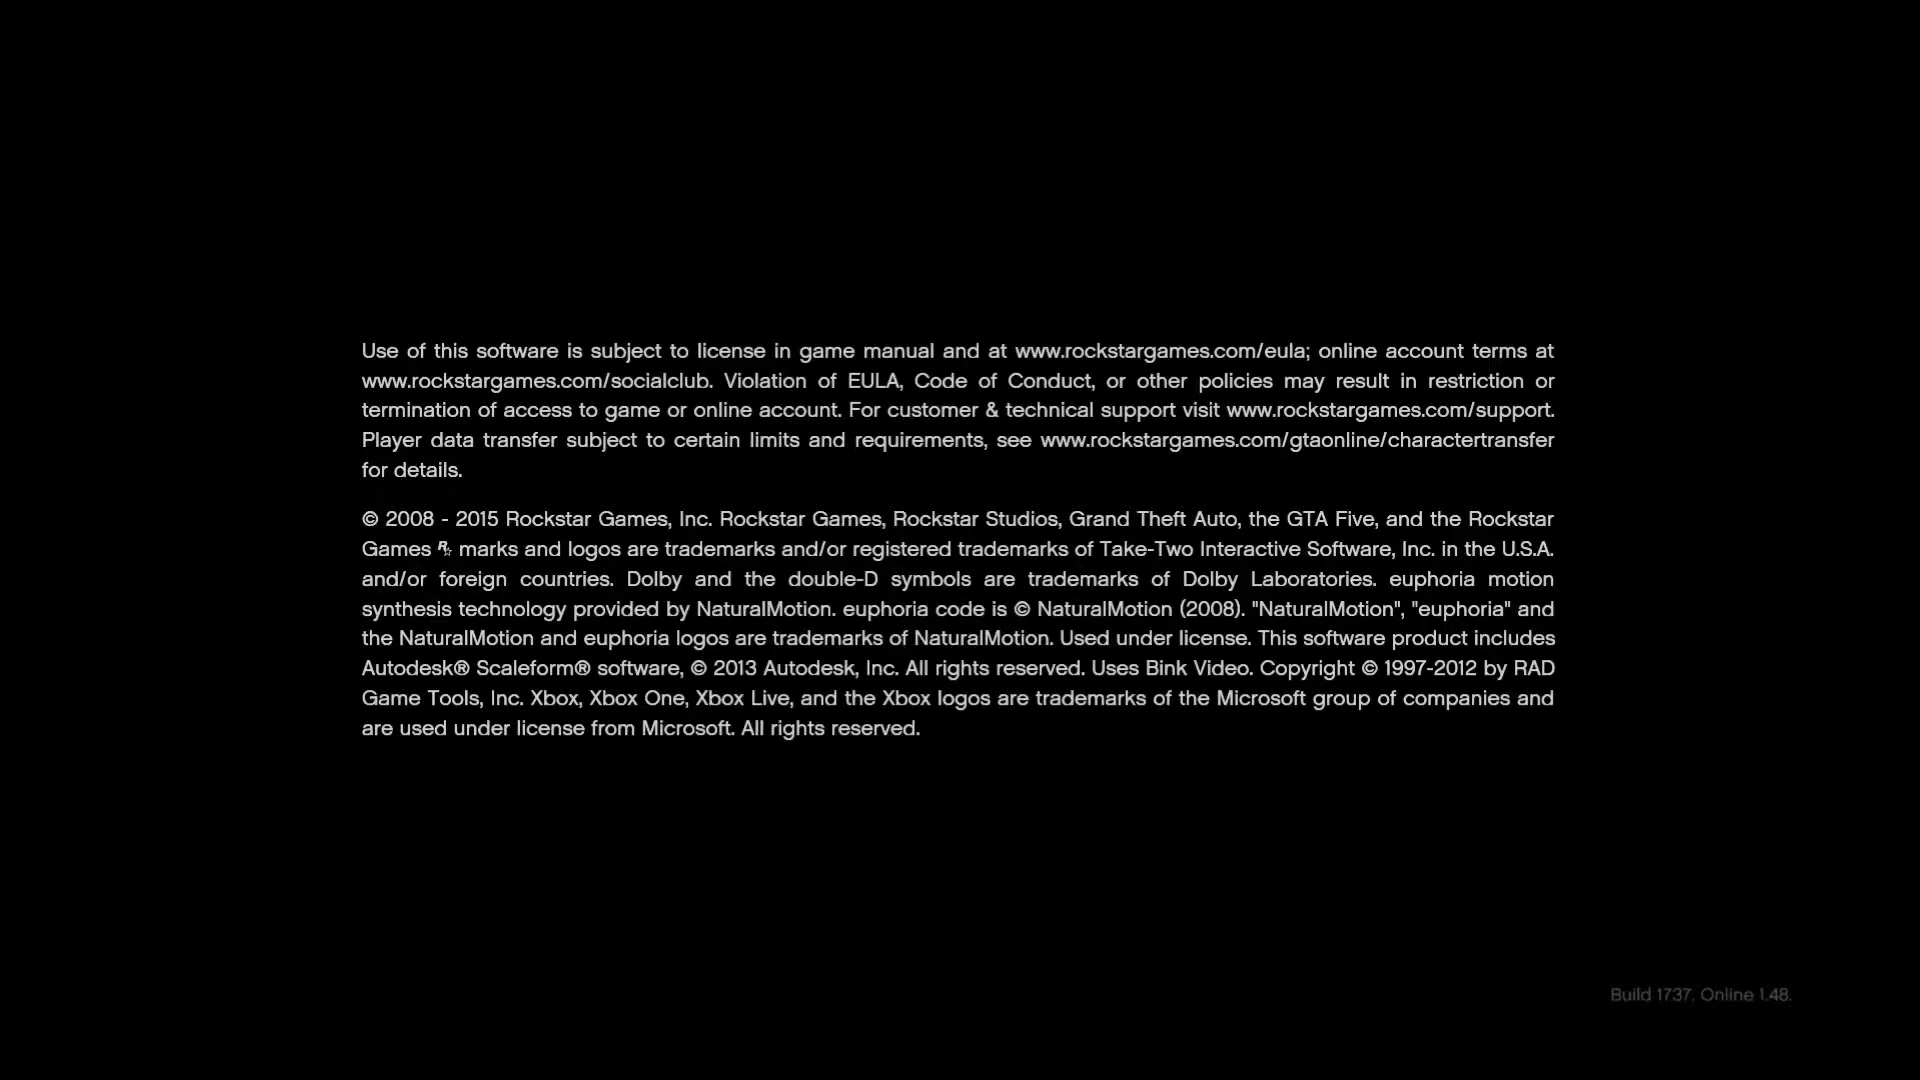 Use of this software is subject to license in game manual and at www.rockstargames.com/eula; online account terms at
www.rockstargames.com/socialclub. Violation of EULA, Code of Conduct, or other policies may result in restriction or
termination of access to game or online account. For customer & technical support visit www.rockstargames.com/support.
Player data transfer subject to certain limits and requirements, see www.rockstargames.com/gtaonline/charactertransfer
for details.
© 2008 - 2015 Rockstar Games, Inc. Rockstar Games, Rockstar Studios, Grand Theft Auto, the GTA Five, and the Rockstar
Games R* marks and logos are trademarks and/or registered trademarks of Take-Two Interactive Software, Inc. in the U.S.A.
and/or foreign countries. Dolby and the double-D symbols are trademarks of Dolby Laboratories. euphoria motion
synthesis technology provided by NaturalMotion. euphoria code is © NaturalMotion (2008). "NaturalMotion", "euphoria" and
the NaturalMotion and euphoria logos are trademarks of NaturalMotion. Used under license. This software product includes
Autodesk® Scaleform® software, © 2013 Autodesk, Inc. All rights reserved. Uses Bink Video. Copyright © 1997-2012 by RAD
Game Tools, Inc. Xbox, Xbox One, Xbox Live, and the Xbox logos are trademarks of the Microsoft group of companies and
are used under license from Microsoft. All rights reserved.
Build 1737. Online 1.48.